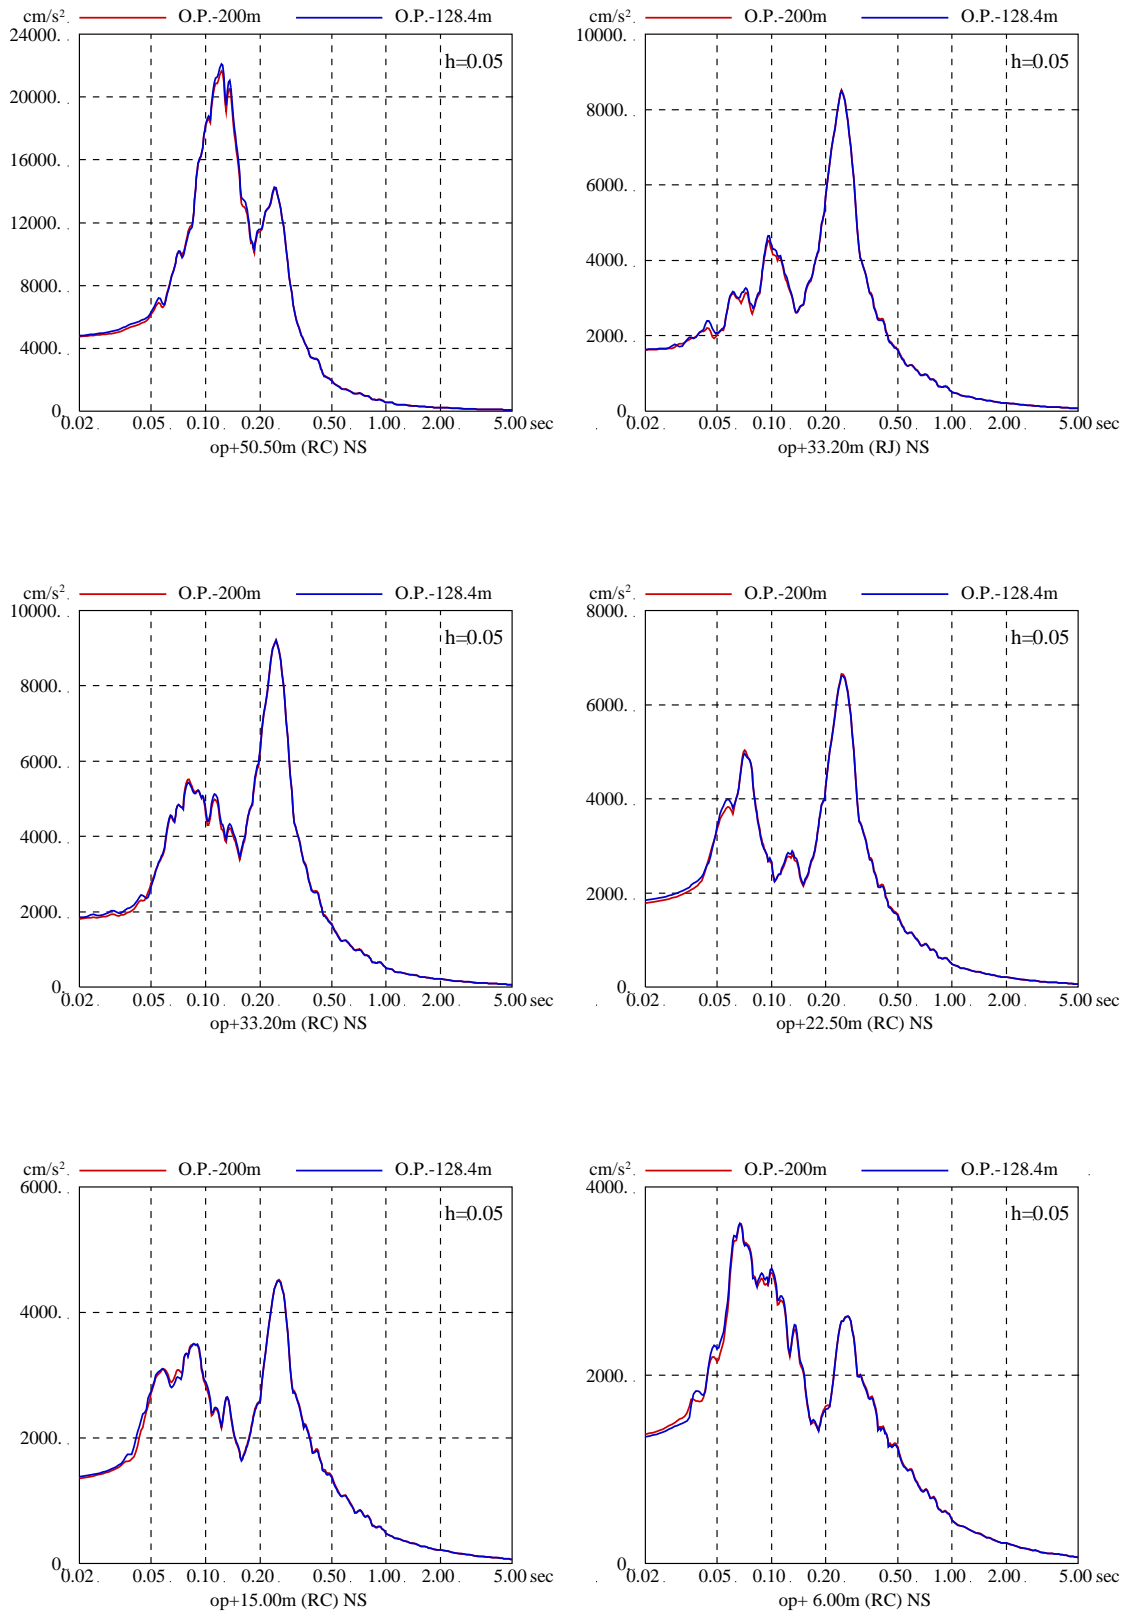 cm/s². O.P.-200m O.P.-128.4m
24000.
h=0.05
20000.
16000.
12000.
8000.
4000.
0.
0.02 0.05 0.10 0.20 0.50 1.00 2.00 5.00 sec
op+50.50m (RC) NS
cm/s². O.P.-200m O.P.-128.4m
10000.
h=0.05
8000.
6000.
4000.
2000.
0.
0.02 0.05 0.10 0.20 0.50 1.00 2.00 5.00 sec
op+33.20m (RJ) NS
cm/s². O.P.-200m O.P.-128.4m
10000.
h=0.05
8000.
6000.
4000.
2000.
0.
0.02 0.05 0.10 0.20 0.50 1.00 2.00 5.00 sec
op+33.20m (RC) NS
cm/s². O.P.-200m O.P.-128.4m
8000.
h=0.05
6000.
4000.
2000.
0.
0.02 0.05 0.10 0.20 0.50 1.00 2.00 5.00 sec
op+22.50m (RC) NS
cm/s². O.P.-200m O.P.-128.4m
6000.
h=0.05
4000.
2000.
0.
0.02 0.05 0.10 0.20 0.50 1.00 2.00 5.00 sec
op+15.00m (RC) NS
cm/s². O.P.-200m O.P.-128.4m
4000.
h=0.05
2000.
0.
0.02 0.05 0.10 0.20 0.50 1.00 2.00 5.00 sec
op+ 6.00m (RC) NS